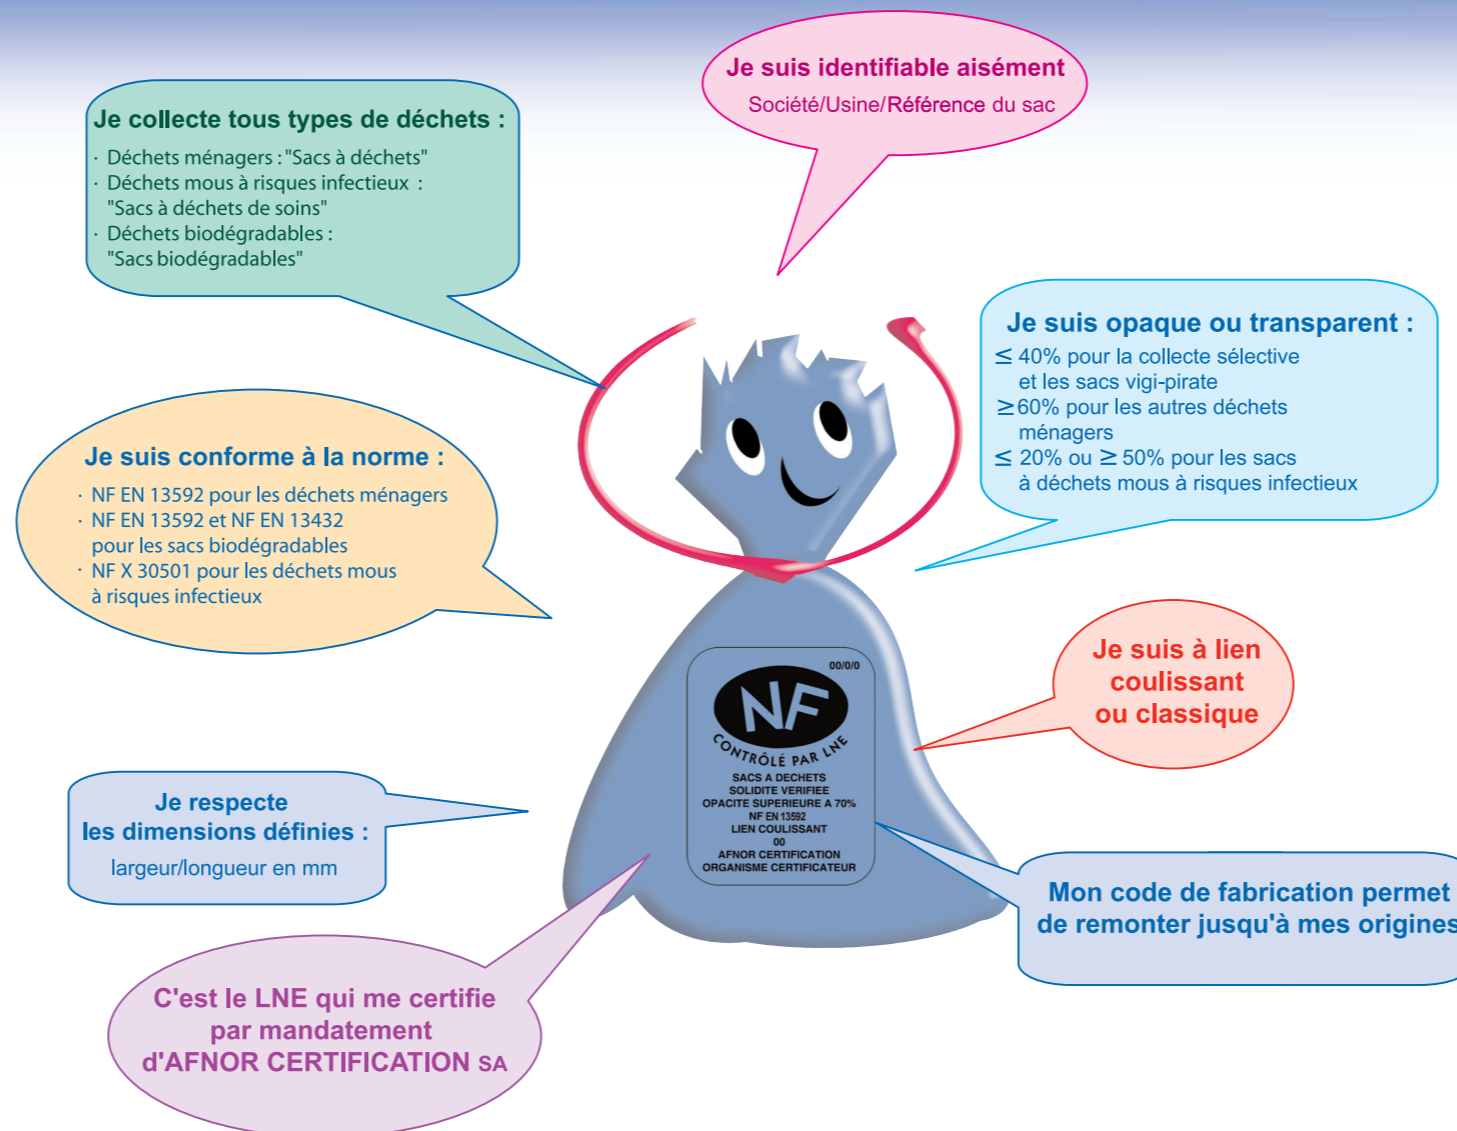 Je suis identifiable aisément
Société/Usine/Référence du sac
Je collecte tous types de déchets :
· Déchets ménagers : "Sacs à déchets"
· Déchets mous à risques infectieux :
"Sacs à déchets de soins"
· Déchets biodégradables :
"Sacs biodégradables"
Je suis opaque ou transparent :
≤ 40% pour la collecte sélective
et les sacs vigi-pirate
≥ 60% pour les autres déchets
ménagers
≤ 20% ou ≥ 50% pour les sacs
à déchets mous à risques infectieux
Je suis conforme à la norme :
· NF EN 13592 pour les déchets ménagers
· NF EN 13592 et NF EN 13432
pour les sacs biodégradables
· NF X 30501 pour les déchets mous
à risques infectieux
Je suis à lien
coulissant
ou classique
00/0/0
NF
CONTRÔLÉ PAR LNE
SACS A DECHETS
SOLIDITE VERIFIEE
OPACITE SUPERIEURE A 70%
NF EN 13592
LIEN COULISSANT
00
AFNOR CERTIFICATION
ORGANISME CERTIFICATEUR
Je respecte
les dimensions définies :
largeur/longueur en mm
Mon code de fabrication permet
de remonter jusqu'à mes origines
C'est le LNE qui me certifie
par mandatement
d'AFNOR CERTIFICATION SA